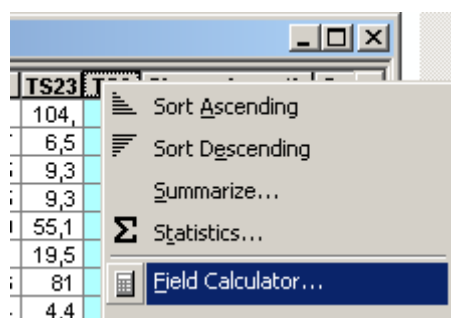 TS23
104,
6,5
9,3
9,3
55,1
19,5
81
4,4
Sort Ascending
Sort Descending
Summarize...
Σ Statistics...
Field Calculator...